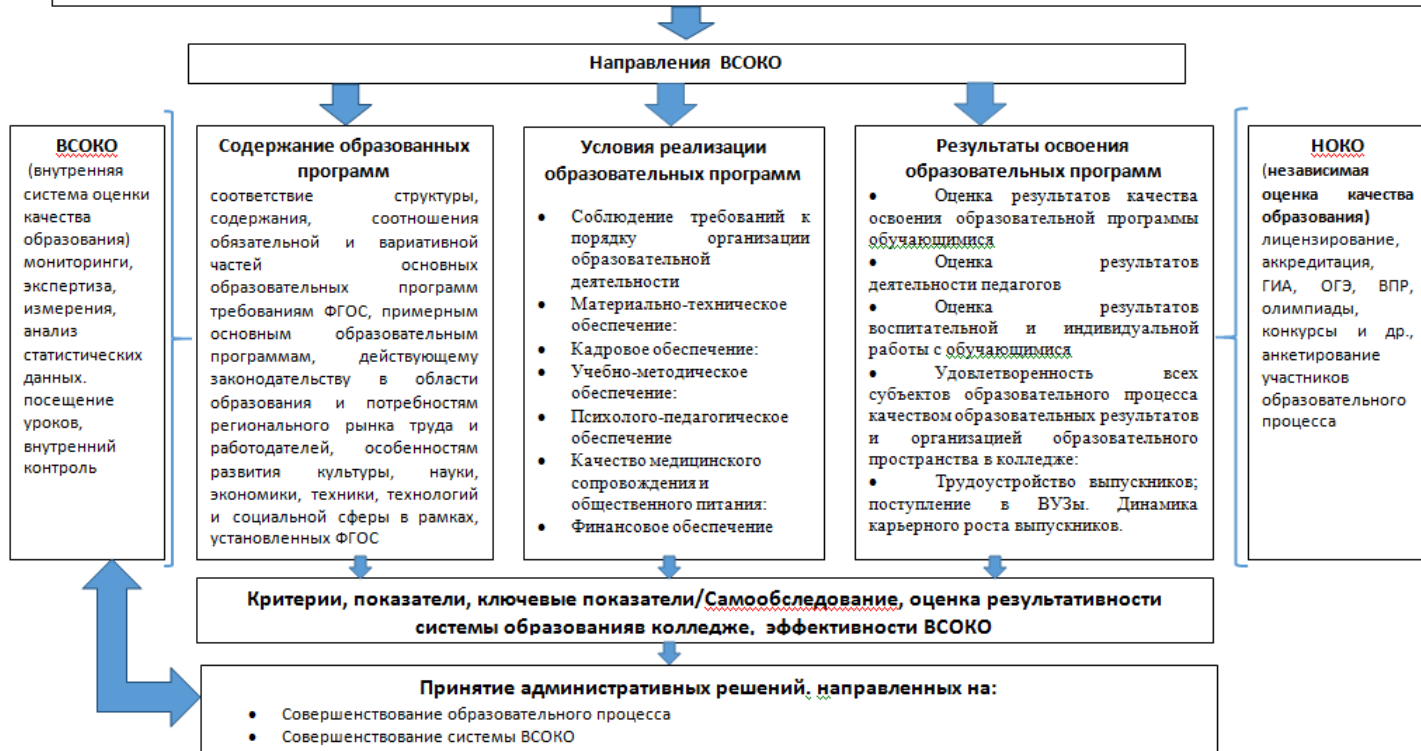 Направления ВСОКО
ВСОКО
(внутренняя
система оценки
качества
образования)
мониторинги,
экспертиза,
измерения,
анализ
статистических
данных.
посещение
уроков,
внутренний
контроль
Содержание образованных
программ
соответствие структуры,
содержания, соотношения
обязательной и вариативной
частей основных
образовательных программ
требованиям ФГОС, примерным
основным образовательным
программам, действующему
законодательству в области
образования и потребностям
регионального рынка труда и
работодателей, особенностям
развития культуры, науки,
экономики, техники, технологий
и социальной сферы в рамках,
установленных ФГОС
Условия реализации
образовательных программ
• Соблюдение требований к
порядку организации
образовательной
деятельности
• Материально-техническое
обеспечение:
• Кадровое обеспечение:
• Учебно-методическое
обеспечение:
• Психолого-педагогическое
обеспечение
• Качество медицинского
сопровождения и
общественного питания:
• Финансовое обеспечение
Результаты освоения
образовательных программ
• Оценка результатов качества
освоения образовательной программы
обучающимися
• Оценка результатов
деятельности педагогов
• Оценка результатов
воспитательной и индивидуальной
работы с обучающимися
• Удовлетворенность всех
субъектов образовательного процесса
качеством образовательных результатов
и организацией образовательного
пространства в колледже:
• Трудоустройство выпускников;
поступление в ВУЗы. Динамика
карьерного роста выпускников.
НОКО
(независимая
оценка качества
образования)
лицензирование,
аккредитация,
ГИА, ОГЭ, ВПР,
олимпиады,
конкурсы и др.,
анкетирование
участников
образовательного
процесса
Критерии, показатели, ключевые показатели/Самообследование, оценка результативности
системы образованияв колледже, эффективности ВСОКО
Принятие административных решений. направленных на:
• Совершенствование образовательного процесса
• Совершенствование системы ВСОКО